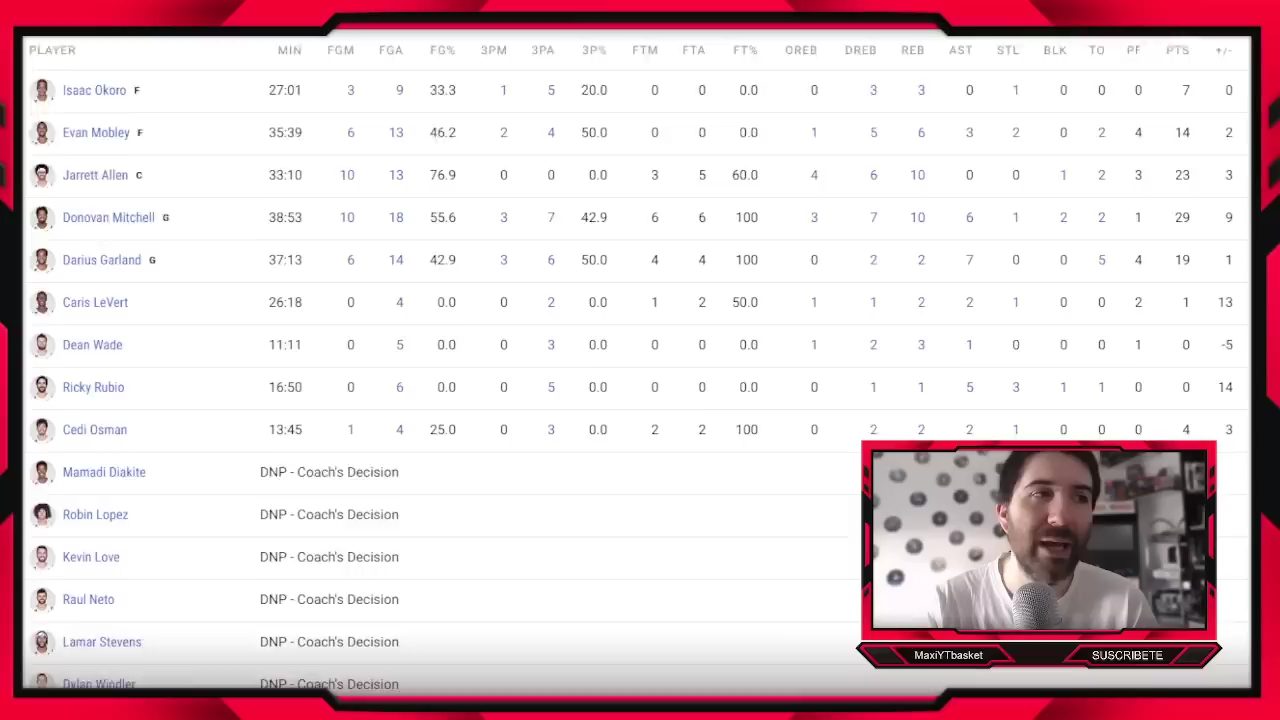 PLAYER MIN FGM FGA FG% 3PM 3PA 3P% FTM FTA FT% OREB DREB REB AST STL BLK TO PF PTS +/-
Isaac Okoro F 27:01 3 9 33.3 1 5 20.0 0 0 0.0 0 3 3 0 1 0 0 0 7 0
Evan Mobley F 35:39 6 13 46.2 2 4 50.0 0 0 0.0 1 5 6 3 2 0 2 4 14 2
Jarrett Allen C 33:10 10 13 76.9 0 0 0.0 3 5 60.0 4 6 10 0 0 1 2 3 23 3
Donovan Mitchell G 38:53 10 18 55.6 3 7 42.9 6 6 100 3 7 10 6 1 2 2 1 29 9
Darius Garland G 37:13 6 14 42.9 3 6 50.0 4 4 100 0 2 2 7 0 0 5 4 19 1
Caris LeVert 26:18 0 4 0.0 0 2 0.0 1 2 50.0 1 1 2 2 1 0 0 2 1 13
Dean Wade 11:11 0 5 0.0 0 3 0.0 0 0 0.0 1 2 3 1 0 0 0 1 0 -5
Ricky Rubio 16:50 0 6 0.0 0 5 0.0 0 0 0.0 0 1 1 5 3 1 1 0 0 14
Cedi Osman 13:45 1 4 25.0 0 3 0.0 2 2 100 0 2 2 2 1 0 0 0 4 3
Mamadi Diakite DNP - Coach's Decision
Robin Lopez DNP - Coach's Decision
Kevin Love DNP - Coach's Decision
Raul Neto DNP - Coach's Decision
Lamar Stevens DNP - Coach's Decision
Dylan Windler DNP - Coach's Decision
MaxiYTbasket SUSCRIBETE